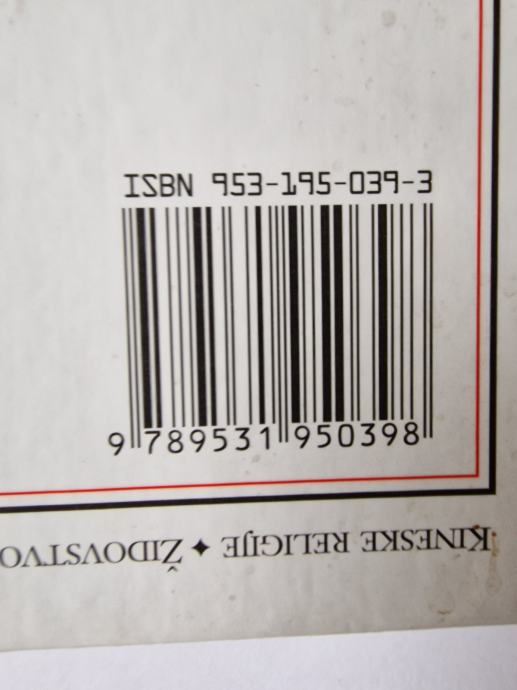 ISBN 953-195-039-3
9 789531 950398
KINESKE RELIGIJE ✦ ŽIDOVSTVO